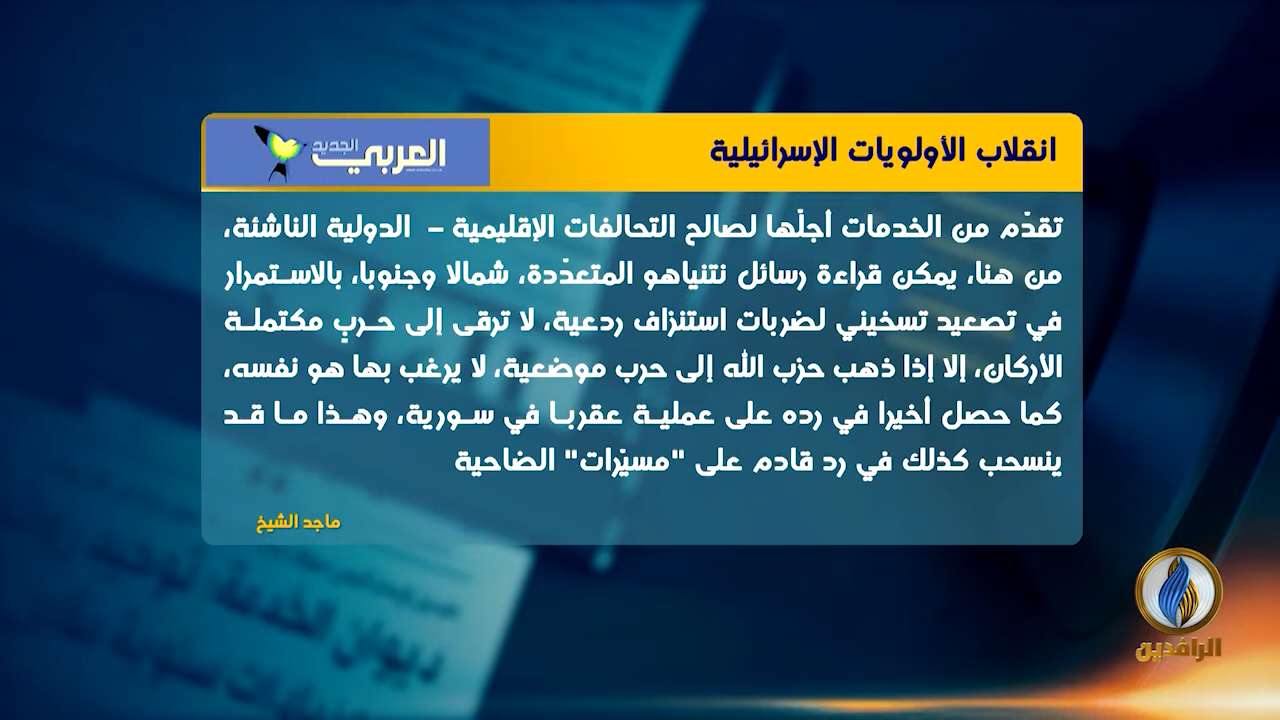 انقلاب الأولويات الإسرائيلية
العربي الجديد
تقدّم من الخدمات أجلّها لصالح التحالفات الإقليمية – الدولية الناشئة،
من هنا، يمكن قراءة رسائل نتنياهو المتعدّدة، شمالا وجنوبا، بالاستمرار
في تصعيد تسخيني لضربات استنزاف ردعية، لا ترقى إلى حربٍ مكتملة
الأركان، إلا إذا ذهب حزب الله إلى حرب موضعية، لا يرغب بها هو نفسه،
كما حصل أخيرا في رده على عملية عقربا في سورية، وهذا ما قد
ينسحب كذلك في رد قادم على "مسيّرات" الضاحية
ماجد الشيخ
ديوان الخدمة:
الرافدين